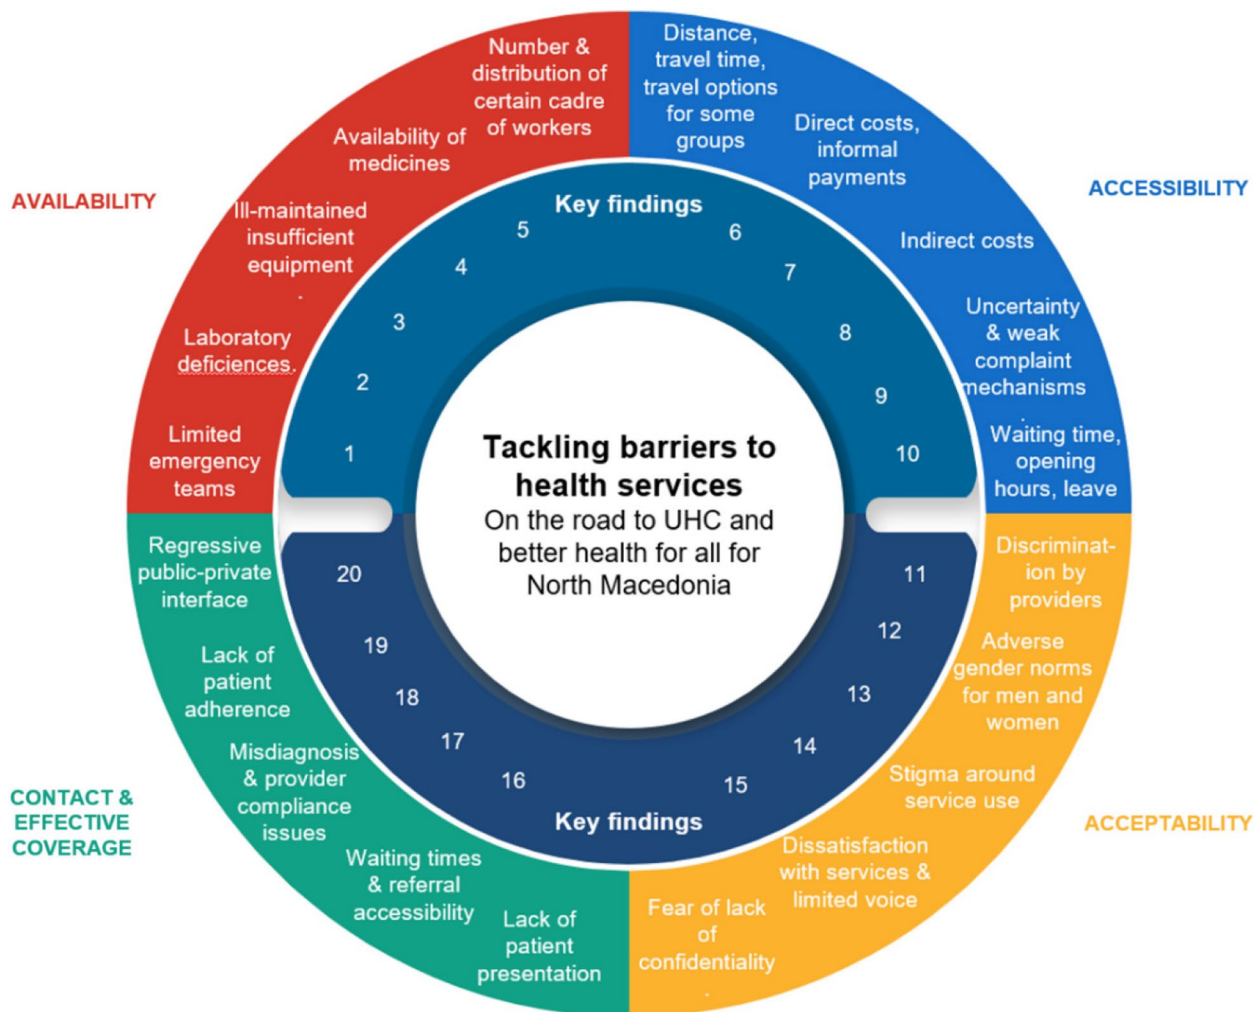 Number &
distribution of
certain cadre
of workers
Availability of
medicines
Ill-maintained
insufficient
equipment
.
Laboratory
deficiences.
Limited
emergency
teams
AVAILABILITY
Distance,
travel time,
travel options
for some
groups
Direct costs,
informal
payments
Indirect costs
Uncertainty
& weak
complaint
mechanisms
.
Waiting time,
opening
hours, leave
ACCESSIBILITY
Key findings
1
2
3
4
5
6
7
8
9
10
Tackling barriers to
health services
On the road to UHC and
better health for all for
North Macedonia
11
12
13
14
15
16
17
18
19
20
Key findings
Discriminat-
ion by
providers
Adverse
gender norms
for men and
women
Stigma around
service use
Dissatisfaction
with services &
limited voice
Fear of lack
of
confidentiality
.
ACCEPTABILITY
Lack of
patient
presentation
Waiting times
& referral
accessibility
Misdiagnosis
& provider
compliance
issues
Lack of
patient
adherence
Regressive
public-private
interface
CONTACT &
EFFECTIVE
COVERAGE